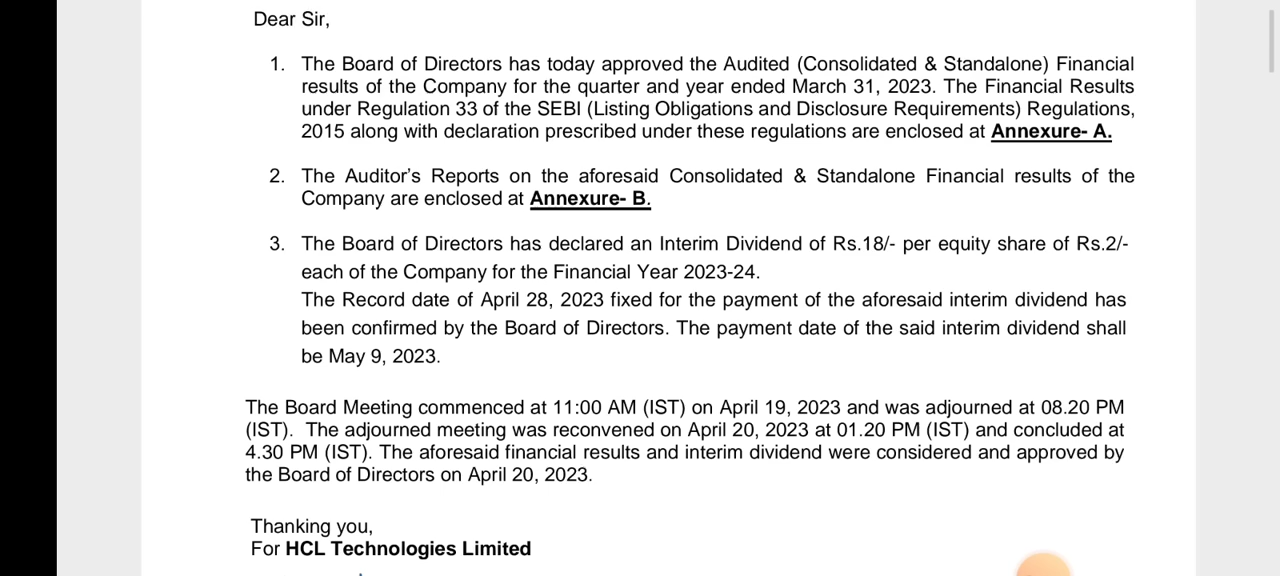 Dear Sir,
1. The Board of Directors has today approved the Audited (Consolidated & Standalone) Financial
results of the Company for the quarter and year ended March 31, 2023. The Financial Results
under Regulation 33 of the SEBI (Listing Obligations and Disclosure Requirements) Regulations,
2015 along with declaration prescribed under these regulations are enclosed at Annexure- A.
2. The Auditor’s Reports on the aforesaid Consolidated & Standalone Financial results of the
Company are enclosed at Annexure- B.
3. The Board of Directors has declared an Interim Dividend of Rs.18/- per equity share of Rs.2/-
each of the Company for the Financial Year 2023-24.
The Record date of April 28, 2023 fixed for the payment of the aforesaid interim dividend has
been confirmed by the Board of Directors. The payment date of the said interim dividend shall
be May 9, 2023.
The Board Meeting commenced at 11:00 AM (IST) on April 19, 2023 and was adjourned at 08.20 PM
(IST).  The adjourned meeting was reconvened on April 20, 2023 at 01.20 PM (IST) and concluded at
4.30 PM (IST). The aforesaid financial results and interim dividend were considered and approved by
the Board of Directors on April 20, 2023.
Thanking you,
For HCL Technologies Limited